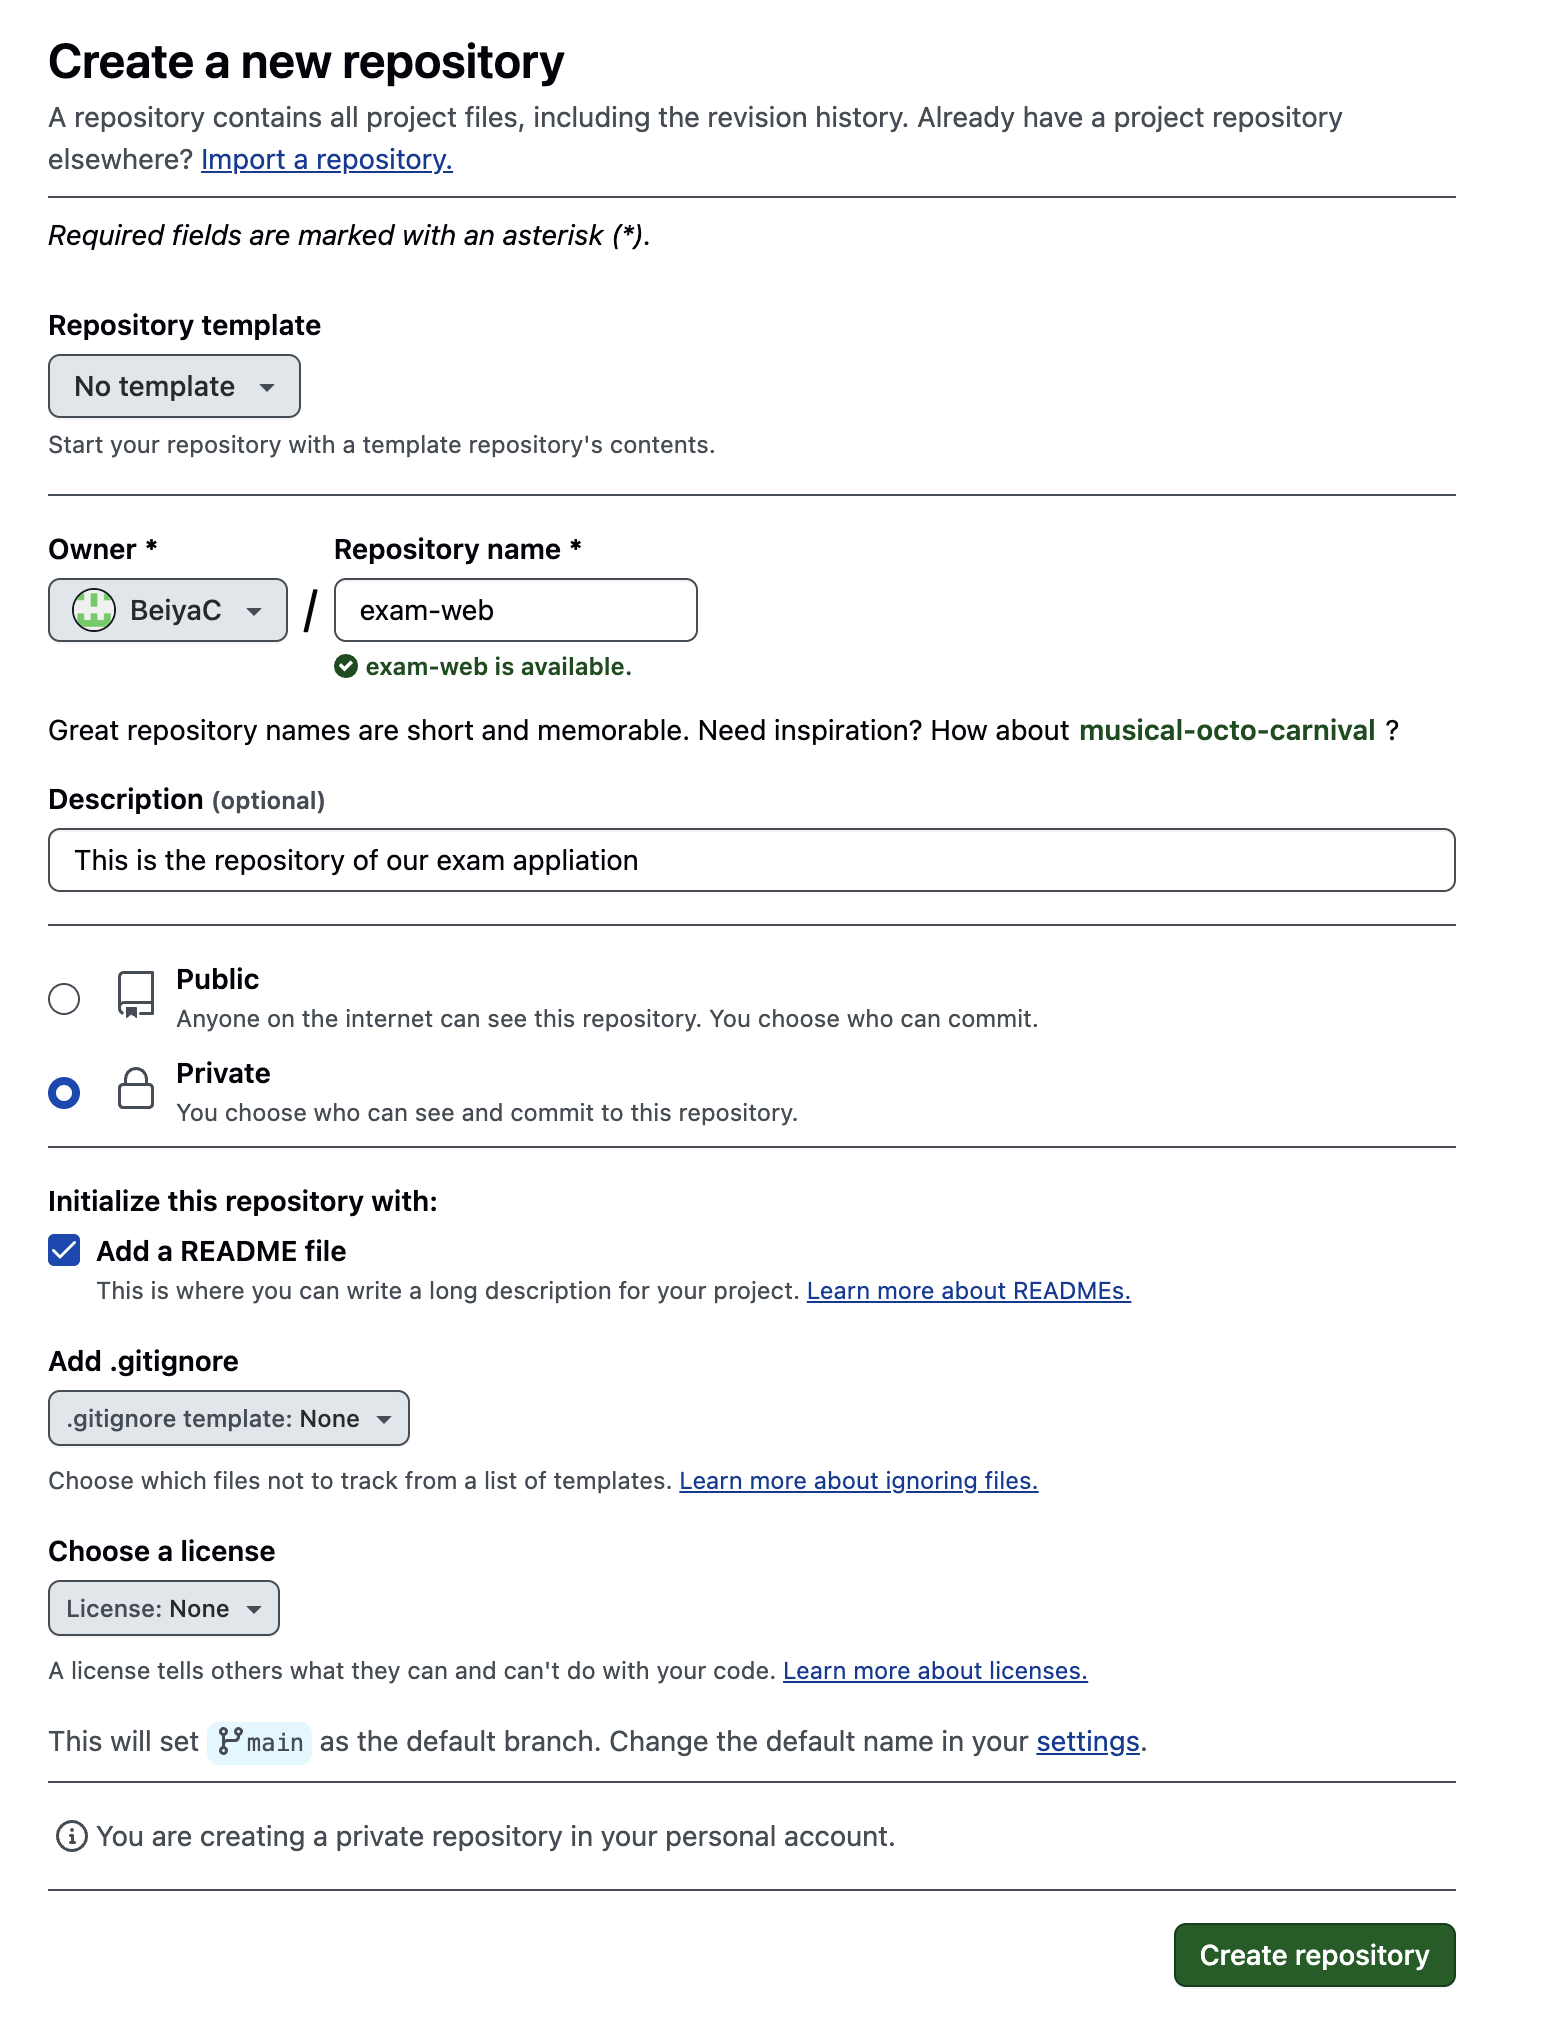 Create a new repository
A repository contains all project files, including the revision history. Already have a project repository
elsewhere? Import a repository.
Required fields are marked with an asterisk (*).
Repository template
No template
Start your repository with a template repository's contents.
Owner *
Repository name *
BeiyaC / exam-web
exam-web is available.
Great repository names are short and memorable. Need inspiration? How about musical-octo-carnival ?
Description (optional)
This is the repository of our exam appliation
Public
Anyone on the internet can see this repository. You choose who can commit.
Private
You choose who can see and commit to this repository.
Initialize this repository with:
Add a README file
This is where you can write a long description for your project. Learn more about READMEs.
Add .gitignore
.gitignore template: None
Choose which files not to track from a list of templates. Learn more about ignoring files.
Choose a license
License: None
A license tells others what they can and can't do with your code. Learn more about licenses.
This will set main as the default branch. Change the default name in your settings.
You are creating a private repository in your personal account.
Create repository